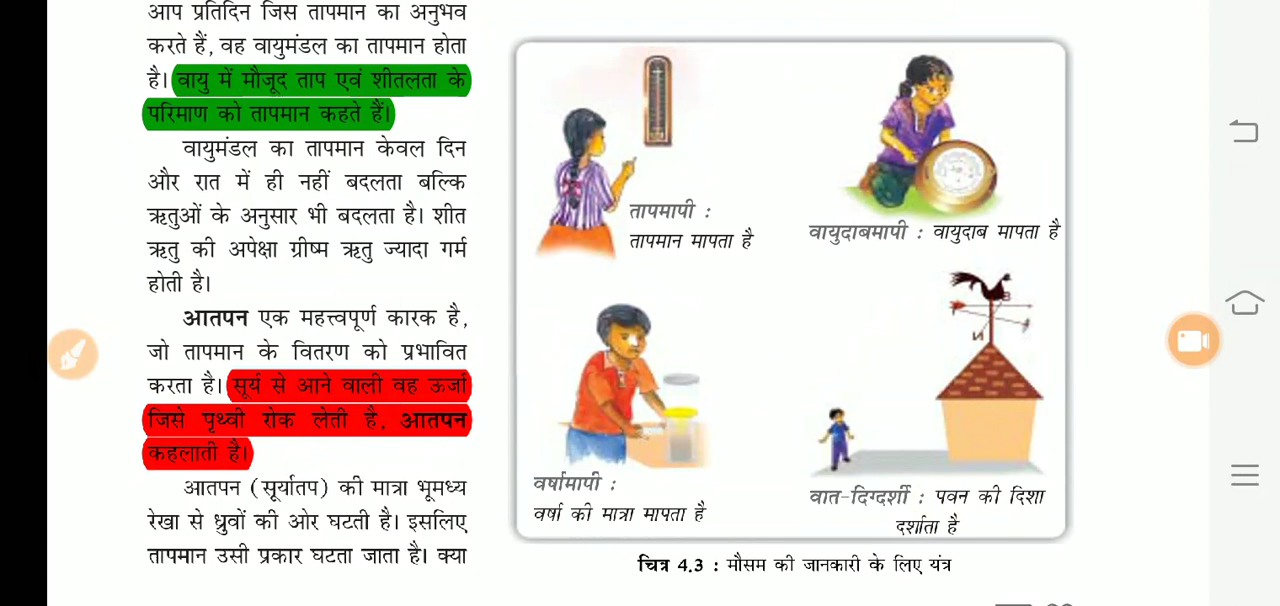 आप प्रतिदिन जिस तापमान का अनुभव
करते हैं, वह वायुमंडल का तापमान होता
है। वायु में मौजूद ताप एवं शीतलता के
परिमाण को तापमान कहते हैं।
वायुमंडल का तापमान केवल दिन
और रात में ही नहीं बदलता बल्कि
ऋतुओं के अनुसार भी बदलता है। शीत
ऋतु की अपेक्षा ग्रीष्म ऋतु ज्यादा गर्म
होती है।
आतपन एक महत्त्वपूर्ण कारक है,
जो तापमान के वितरण को प्रभावित
करता है। सूर्य से आने वाली वह ऊर्जा
जिसे पृथ्वी रोक लेती है, आतपन
कहलाती है।
आतपन (सूर्यातप) की मात्रा भूमध्य
रेखा से ध्रुवों की ओर घटती है। इसलिए
तापमान उसी प्रकार घटता जाता है। क्या
तापमापी :
तापमान मापता है
वायुदाबमापी : वायुदाब मापता है
वर्षामापी :
वर्षा की मात्रा मापता है
वात-दिग्दर्शी : पवन की दिशा
दर्शाता है
चित्र 4.3 : मौसम की जानकारी के लिए यंत्र